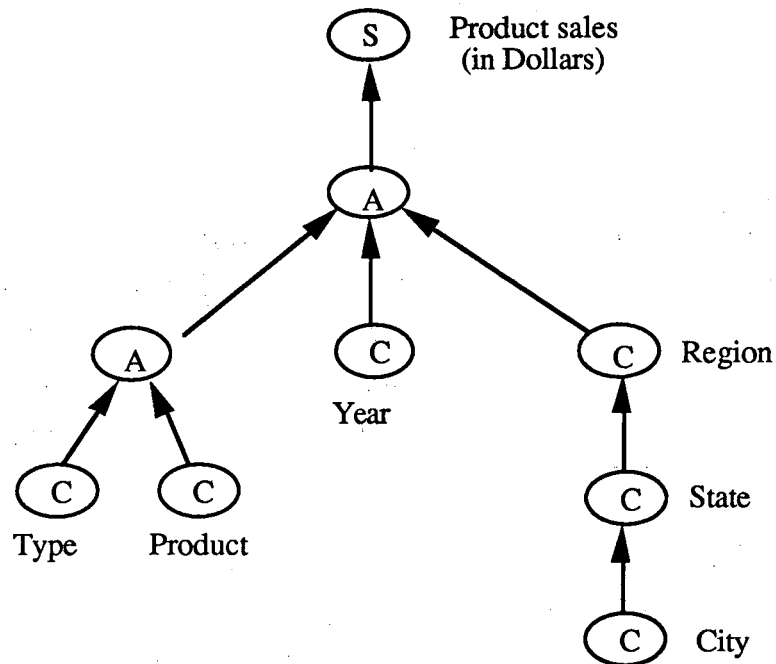 S
Product sales
(in Dollars)
A
A
C
C
Region
Year
C
C
C
State
Type
Product
C
City